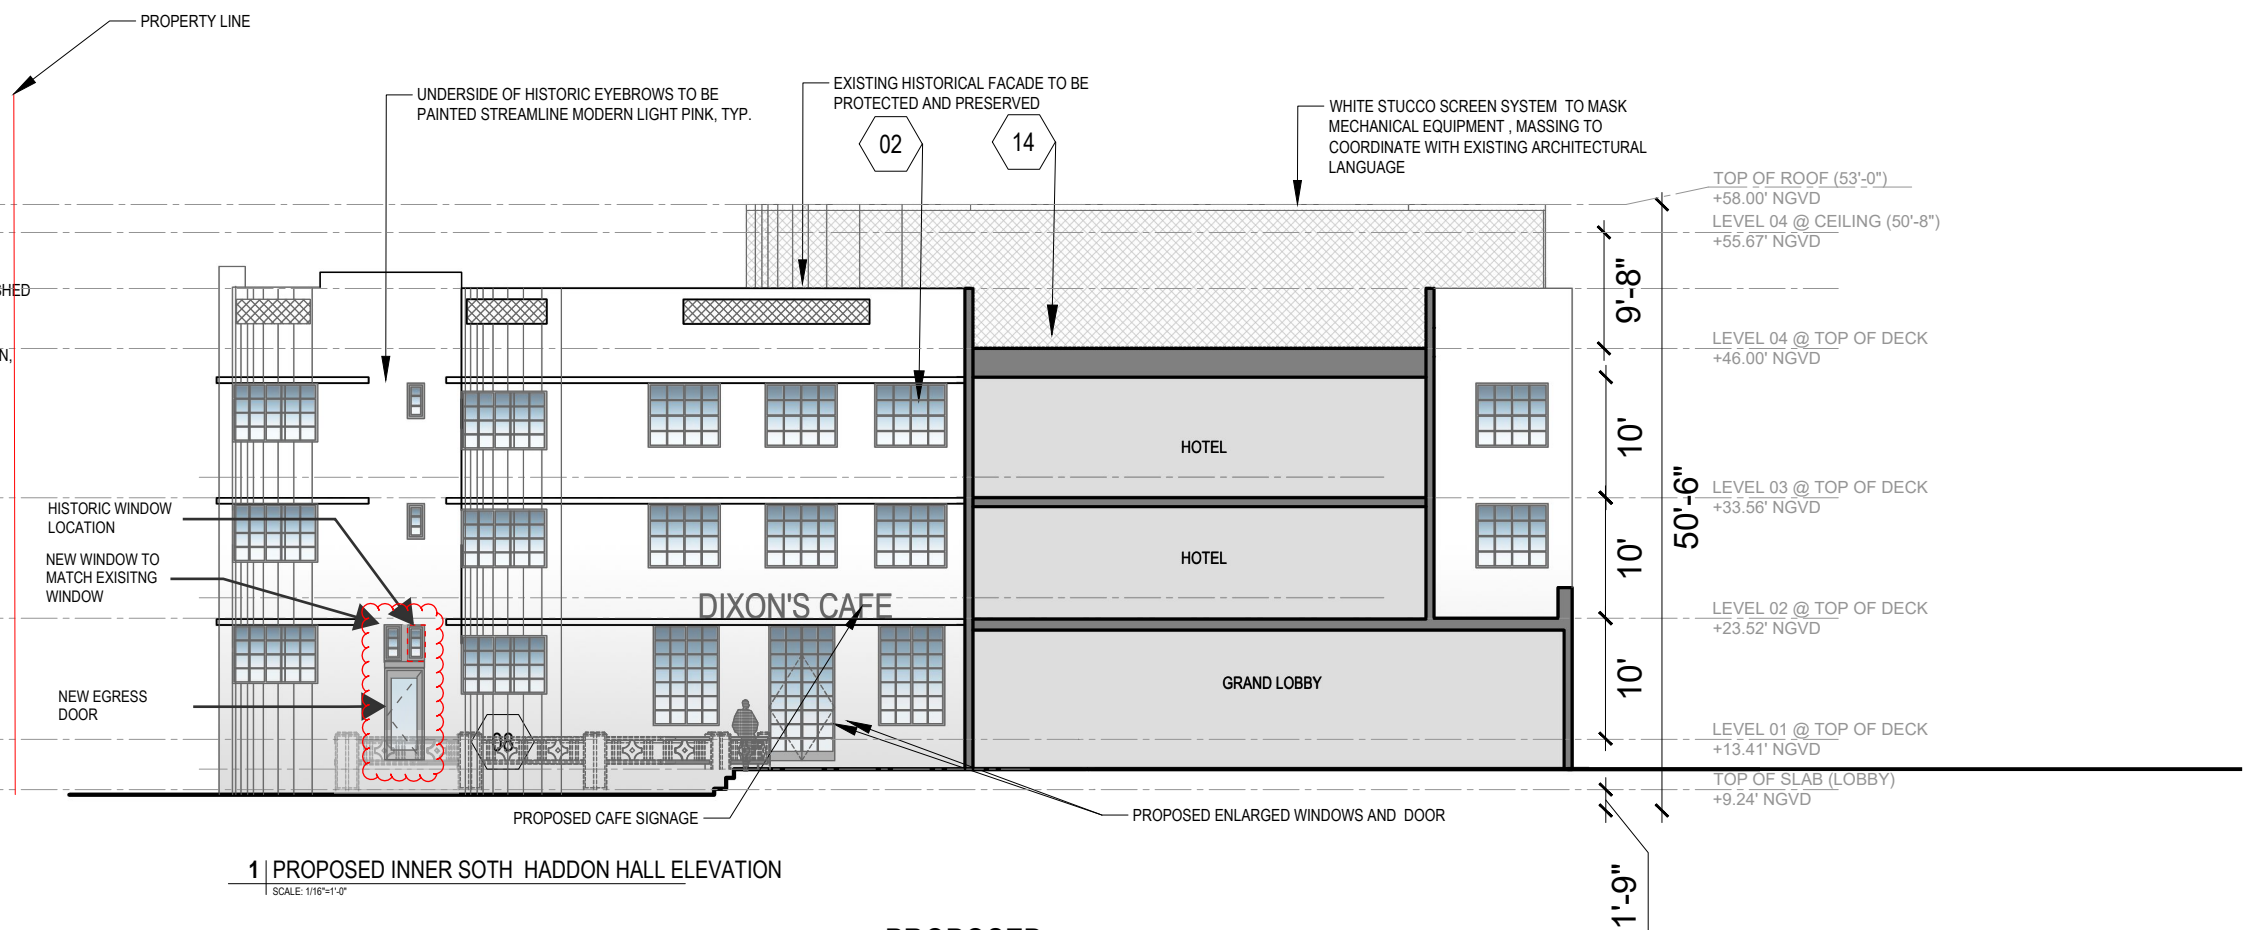 PROPERTY LINE
UNDERSIDE OF HISTORIC EYEBROWS TO BE
PAINTED STREAMLINE MODERN LIGHT PINK, TYP.
EXISTING HISTORICAL FACADE TO BE
PROTECTED AND PRESERVED
02
14
WHITE STUCCO SCREEN SYSTEM TO MASK
MECHANICAL EQUIPMENT , MASSING TO
COORDINATE WITH EXISTING ARCHITECTURAL
LANGUAGE
TOP OF ROOF (53'-0")
+58.00' NGVD
LEVEL 04 @ CEILING (50'-8")
+55.67' NGVD
9'-8"
LEVEL 04 @ TOP OF DECK
+46.00' NGVD
10'
HOTEL
50'-6"
LEVEL 03 @ TOP OF DECK
+33.56' NGVD
HISTORIC WINDOW
LOCATION
NEW WINDOW TO
MATCH EXISITNG
WINDOW
HOTEL
10'
DIXON'S CAFE
LEVEL 02 @ TOP OF DECK
+23.52' NGVD
NEW EGRESS
DOOR
GRAND LOBBY
10'
08
LEVEL 01 @ TOP OF DECK
+13.41' NGVD
TOP OF SLAB (LOBBY)
+9.24' NGVD
PROPOSED CAFE SIGNAGE
PROPOSED ENLARGED WINDOWS AND DOOR
1'-9"
1 PROPOSED INNER SOTH HADDON HALL ELEVATION
SCALE: 1/16"=1'-0"